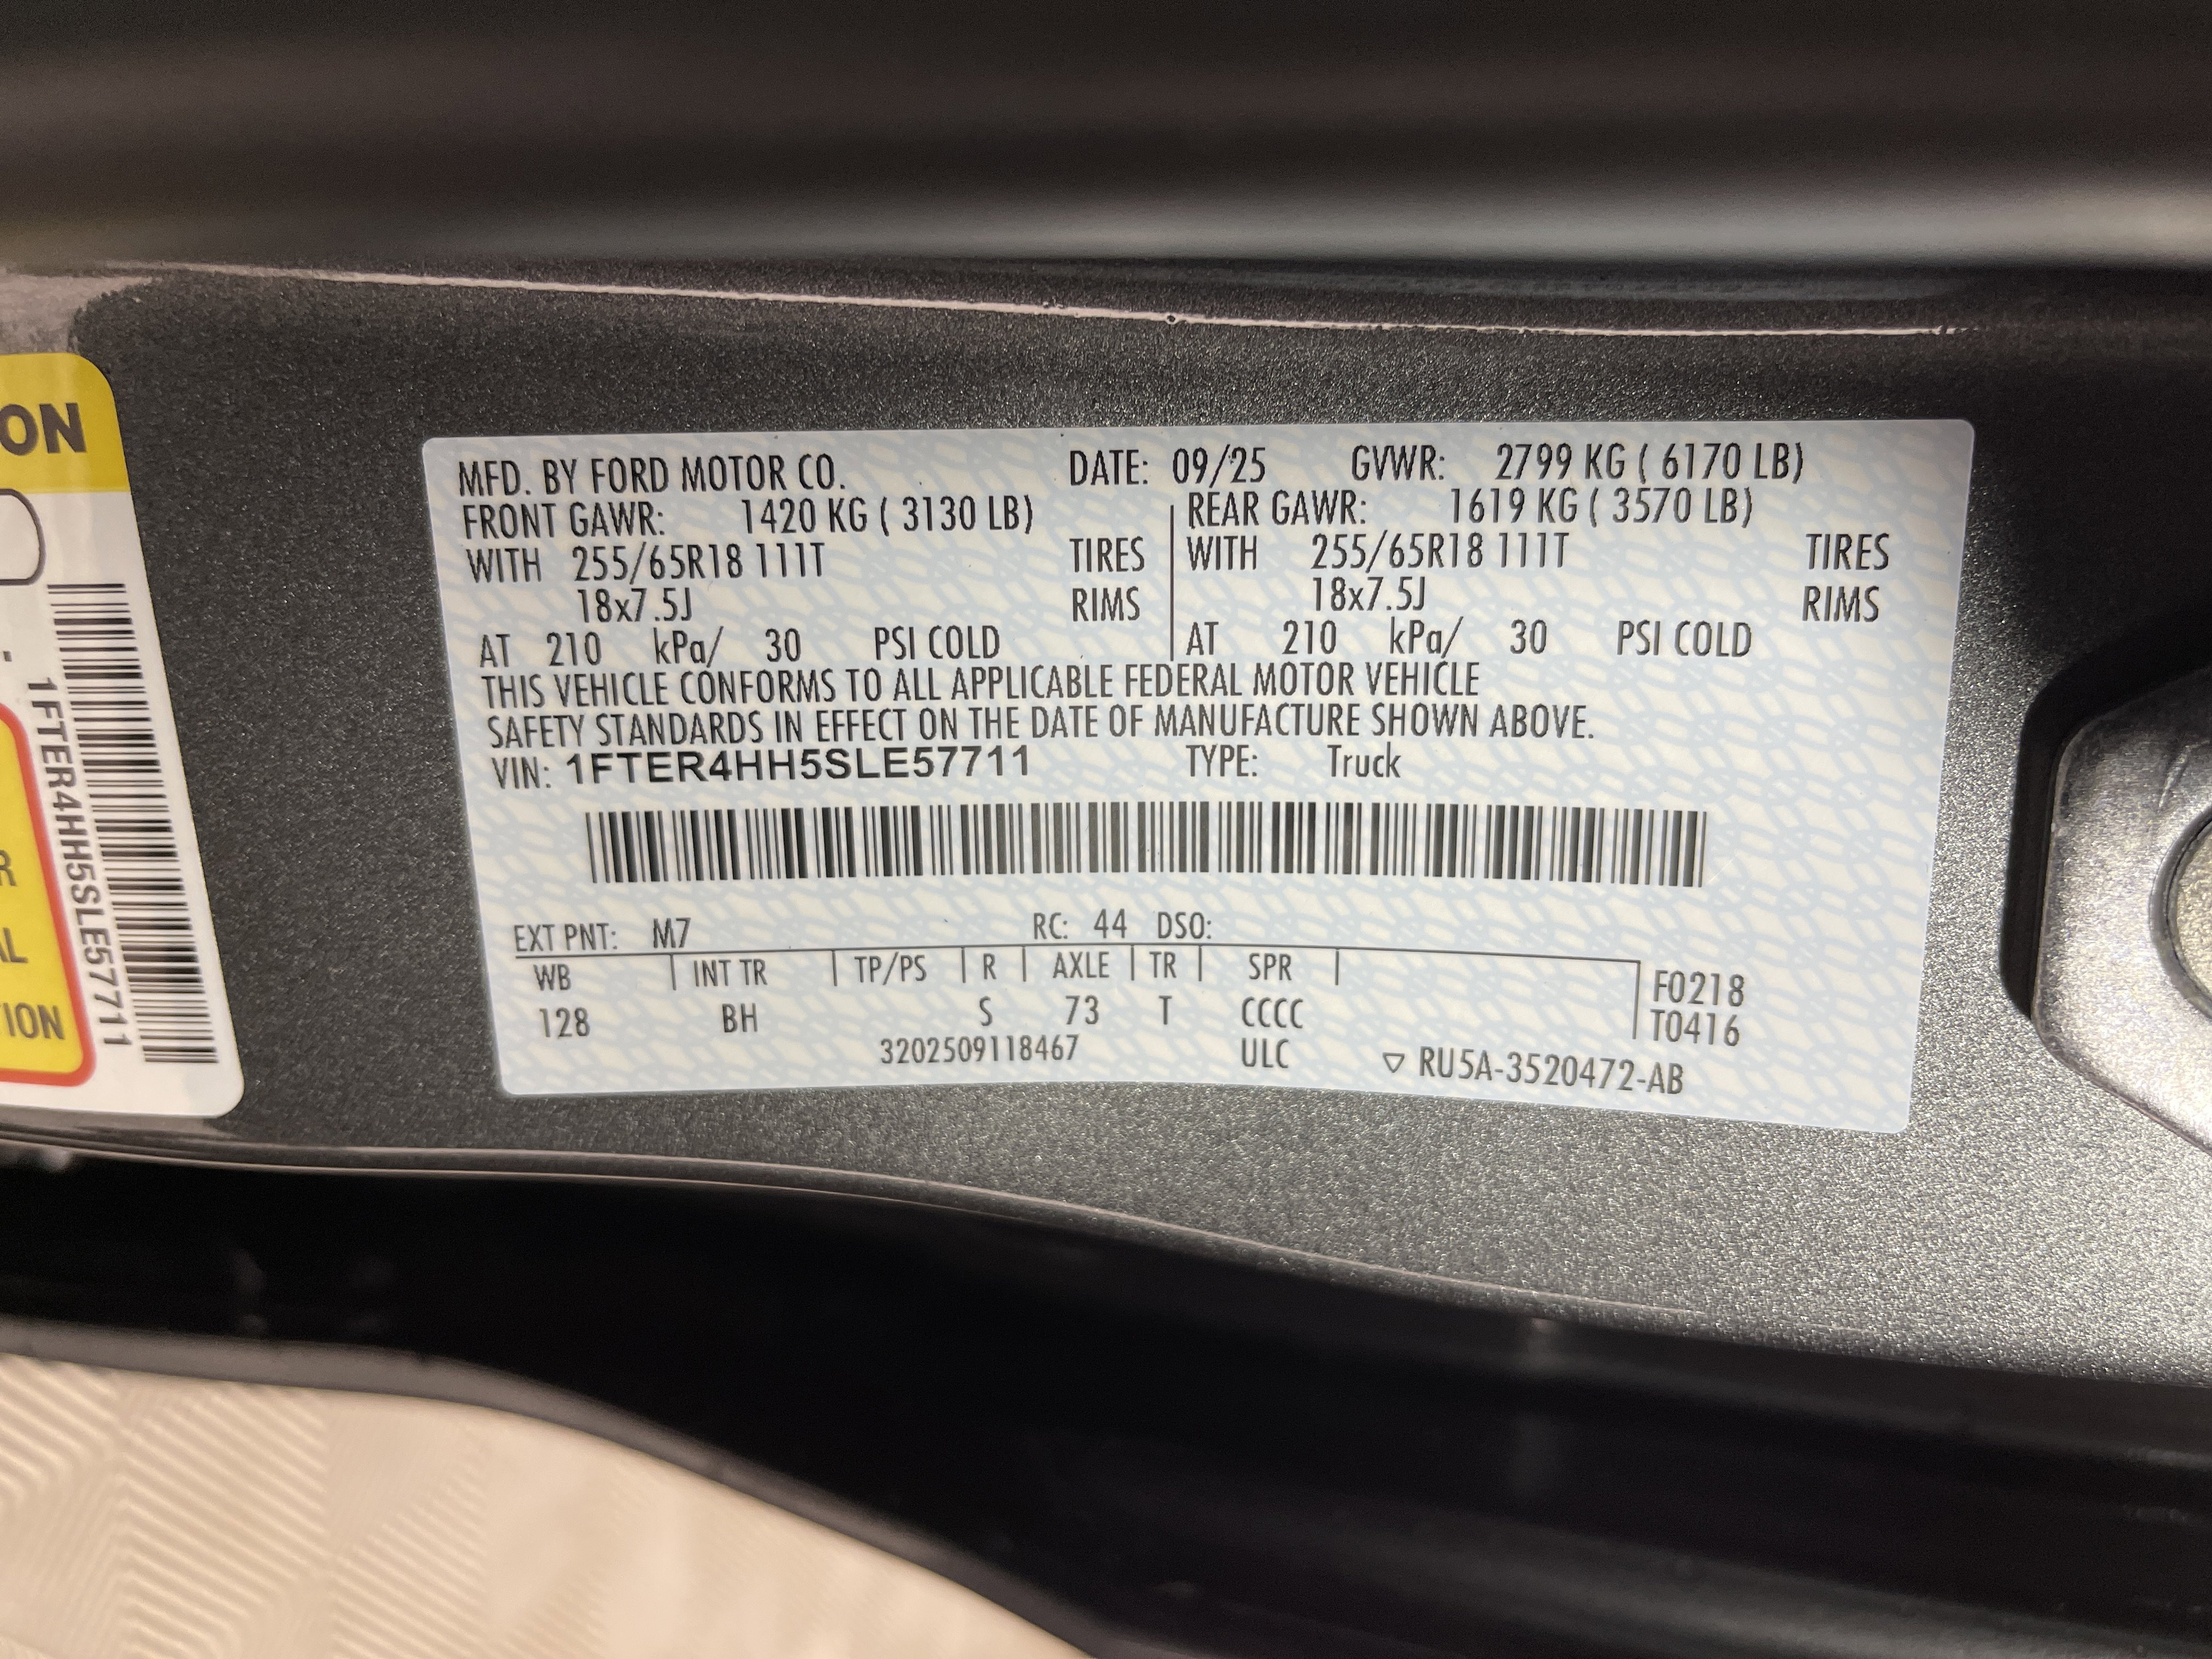 MFD. BY FORD MOTOR CO. DATE: 09/25 GVWR: 2799 KG ( 6170 LB)
FRONT GAWR: 1420 KG ( 3130 LB) REAR GAWR: 1619 KG ( 3570 LB)
WITH 255/65R18 111T TIRES WITH 255/65R18 111T TIRES
18x7.5J RIMS 18x7.5J RIMS
AT 210 kPa/ 30 PSI COLD AT 210 kPa/ 30 PSI COLD
THIS VEHICLE CONFORMS TO ALL APPLICABLE FEDERAL MOTOR VEHICLE
SAFETY STANDARDS IN EFFECT ON THE DATE OF MANUFACTURE SHOWN ABOVE.
VIN: 1FTER4HH5SLE57711 TYPE: Truck
EXT PNT: M7 RC: 44 DSO:
WB INT TR TP/PS R AXLE TR SPR F0218
128 BH S 73 T CCCC T0416
3202509118467 ULC ▽ RU5A-3520472-AB
ON
1FTER4HH5SLE57711
R
AL
TION